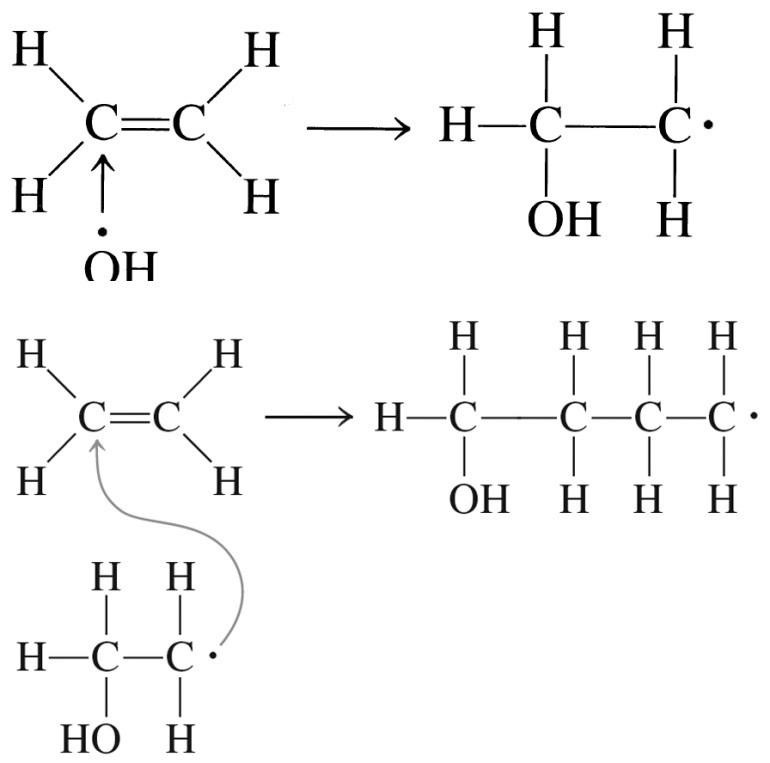 H H H H
C=C → H—C—C·
H H OH H
·OH
H H H H H H
C=C → H—C—C—C—C·
H H OH H H H
H H
H—C—C·
HO H